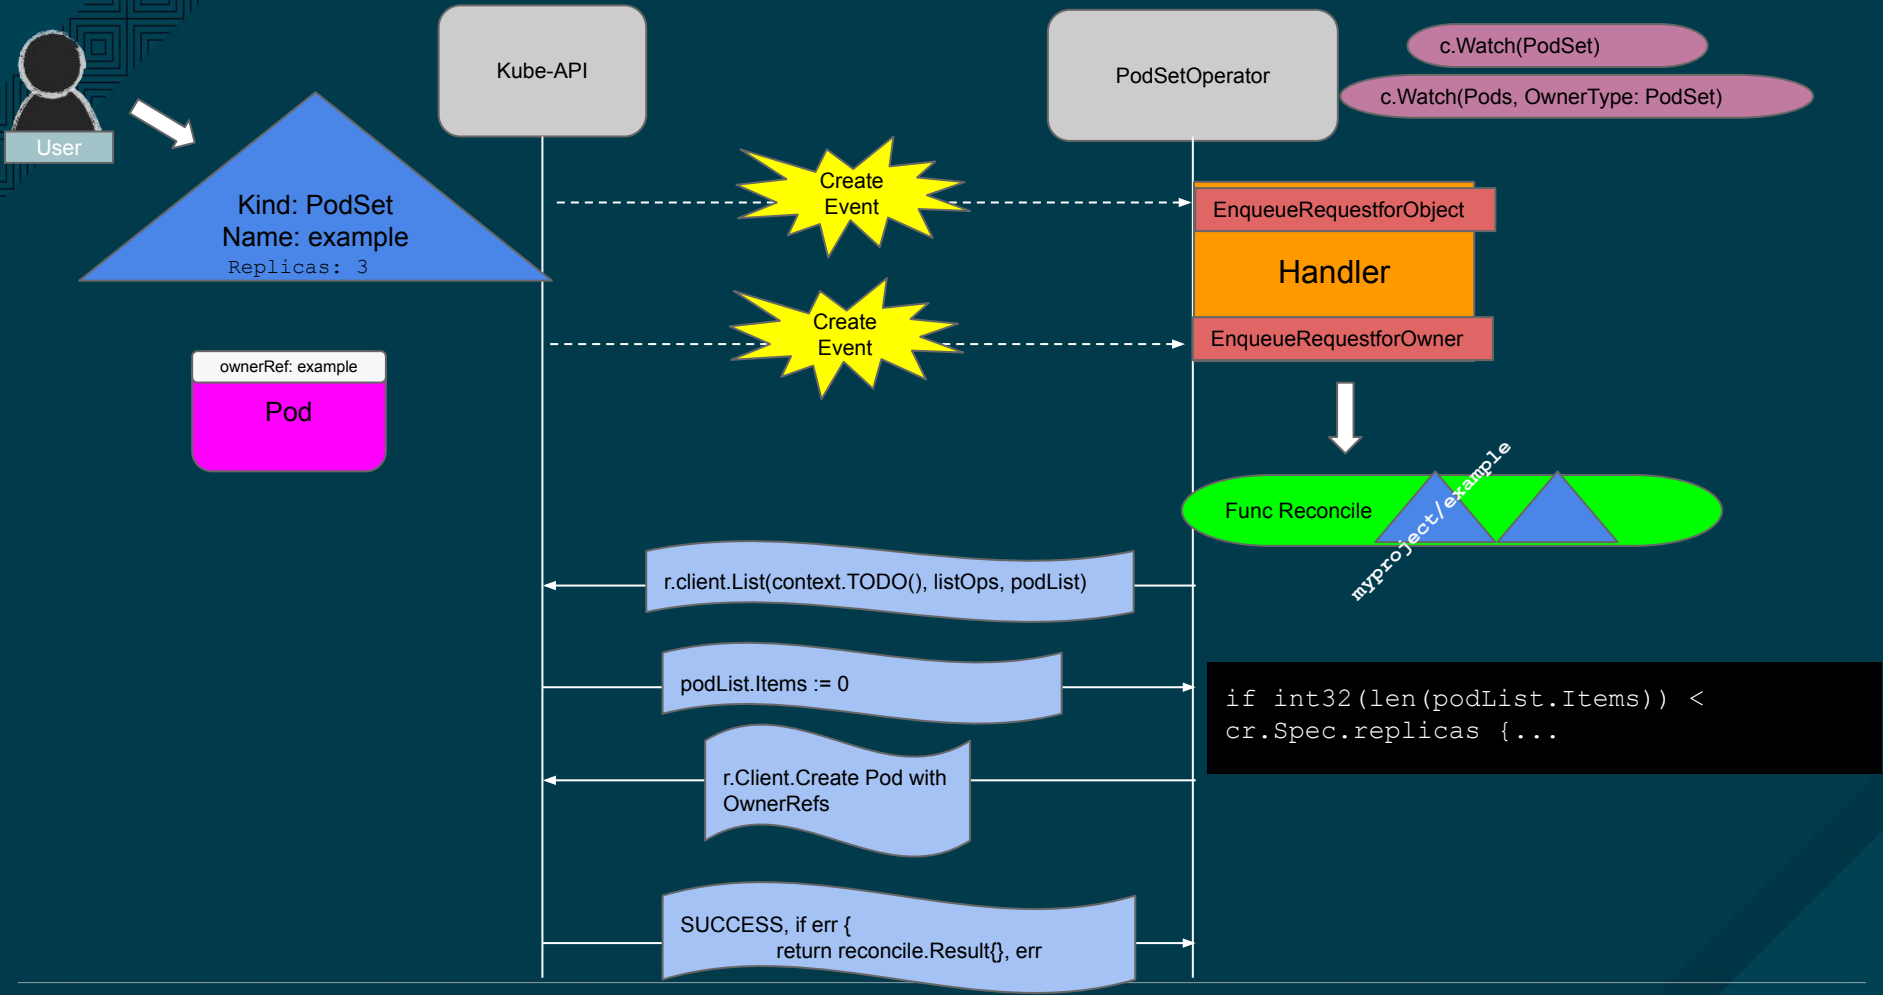 User
Kind: PodSet
Name: example
Replicas: 3
ownerRef: example
Pod
Kube-API
PodSetOperator
c.Watch(PodSet)
c.Watch(Pods, OwnerType: PodSet)
Create
Event
EnqueueRequestforObject
Handler
Create
Event
EnqueueRequestforOwner
Func Reconcile
myproject/example
r.client.List(context.TODO(), listOps, podList)
podList.Items := 0
if int32(len(podList.Items)) <
cr.Spec.replicas {...
r.Client.Create Pod with
OwnerRefs
SUCCESS, if err {
return reconcile.Result{}, err